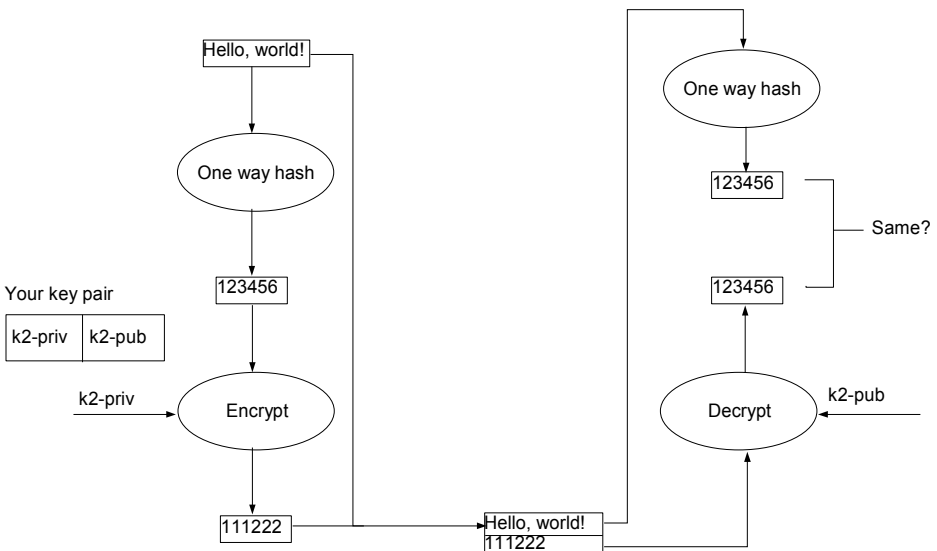 Hello, world!
One way hash
123456
Your key pair
k2-priv k2-pub
k2-priv
Encrypt
111222
Hello, world!
111222
One way hash
123456
Same?
123456
k2-pub
Decrypt